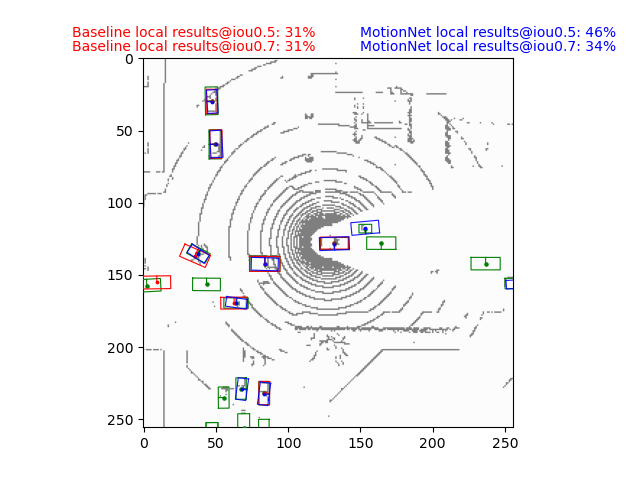 Baseline local results@iou0.5: 31% MotionNet local results@iou0.5: 46%
Baseline local results@iou0.7: 31% MotionNet local results@iou0.7: 34%
0
50
100
150
200
250
0 50 100 150 200 250